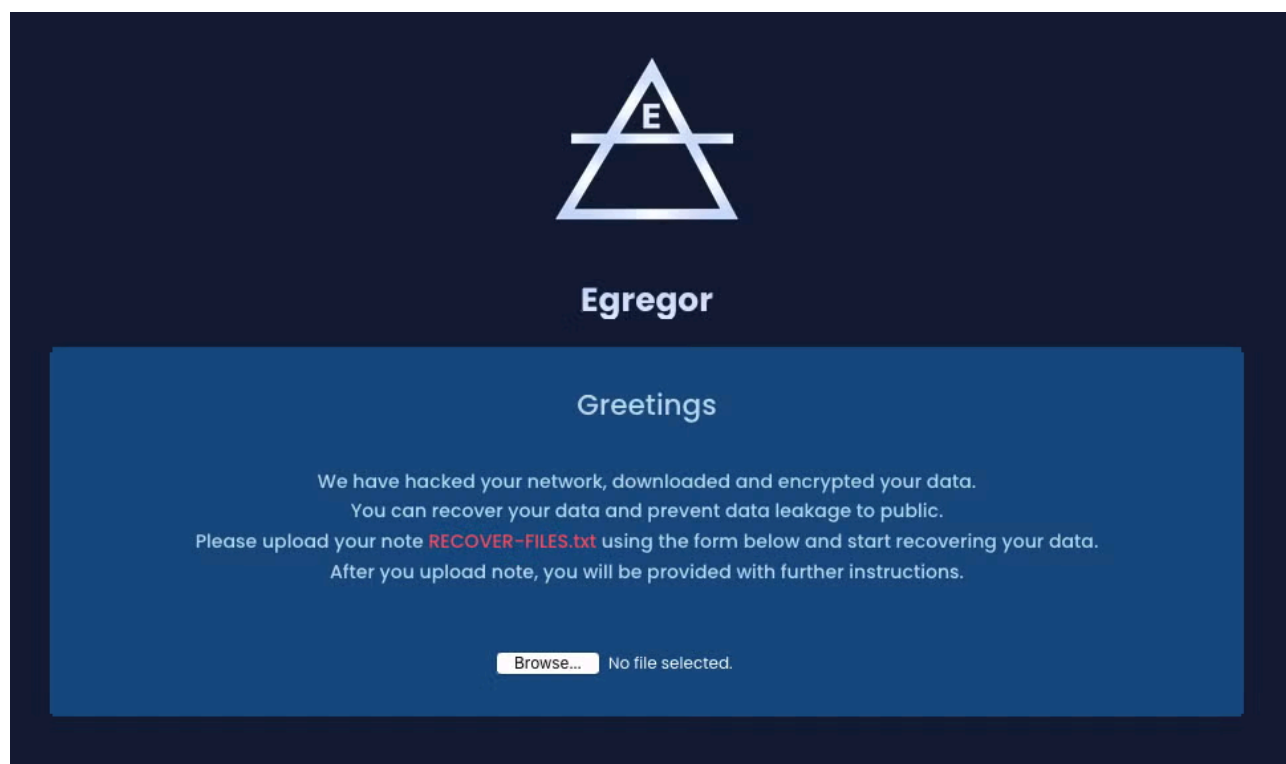 E
Egregor
Greetings
We have hacked your network, downloaded and encrypted your data.
You can recover your data and prevent data leakage to public.
Please upload your note RECOVER-FILES.txt using the form below and start recovering your data.
After you upload note, you will be provided with further instructions.
Browse... No file selected.